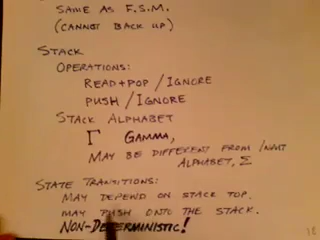 SAME AS F.S.M.
(CANNOT BACK UP)
STACK
OPERATIONS:
READ+POP / IGNORE
PUSH / IGNORE
STACK ALPHABET
Γ GAMMA,
MAY BE DIFFERENT FROM INPUT
ALPHABET, Σ
STATE TRANSITIONS:
MAY DEPEND ON STACK TOP.
MAY PUSH ONTO THE STACK.
NON-DETERMINISTIC!